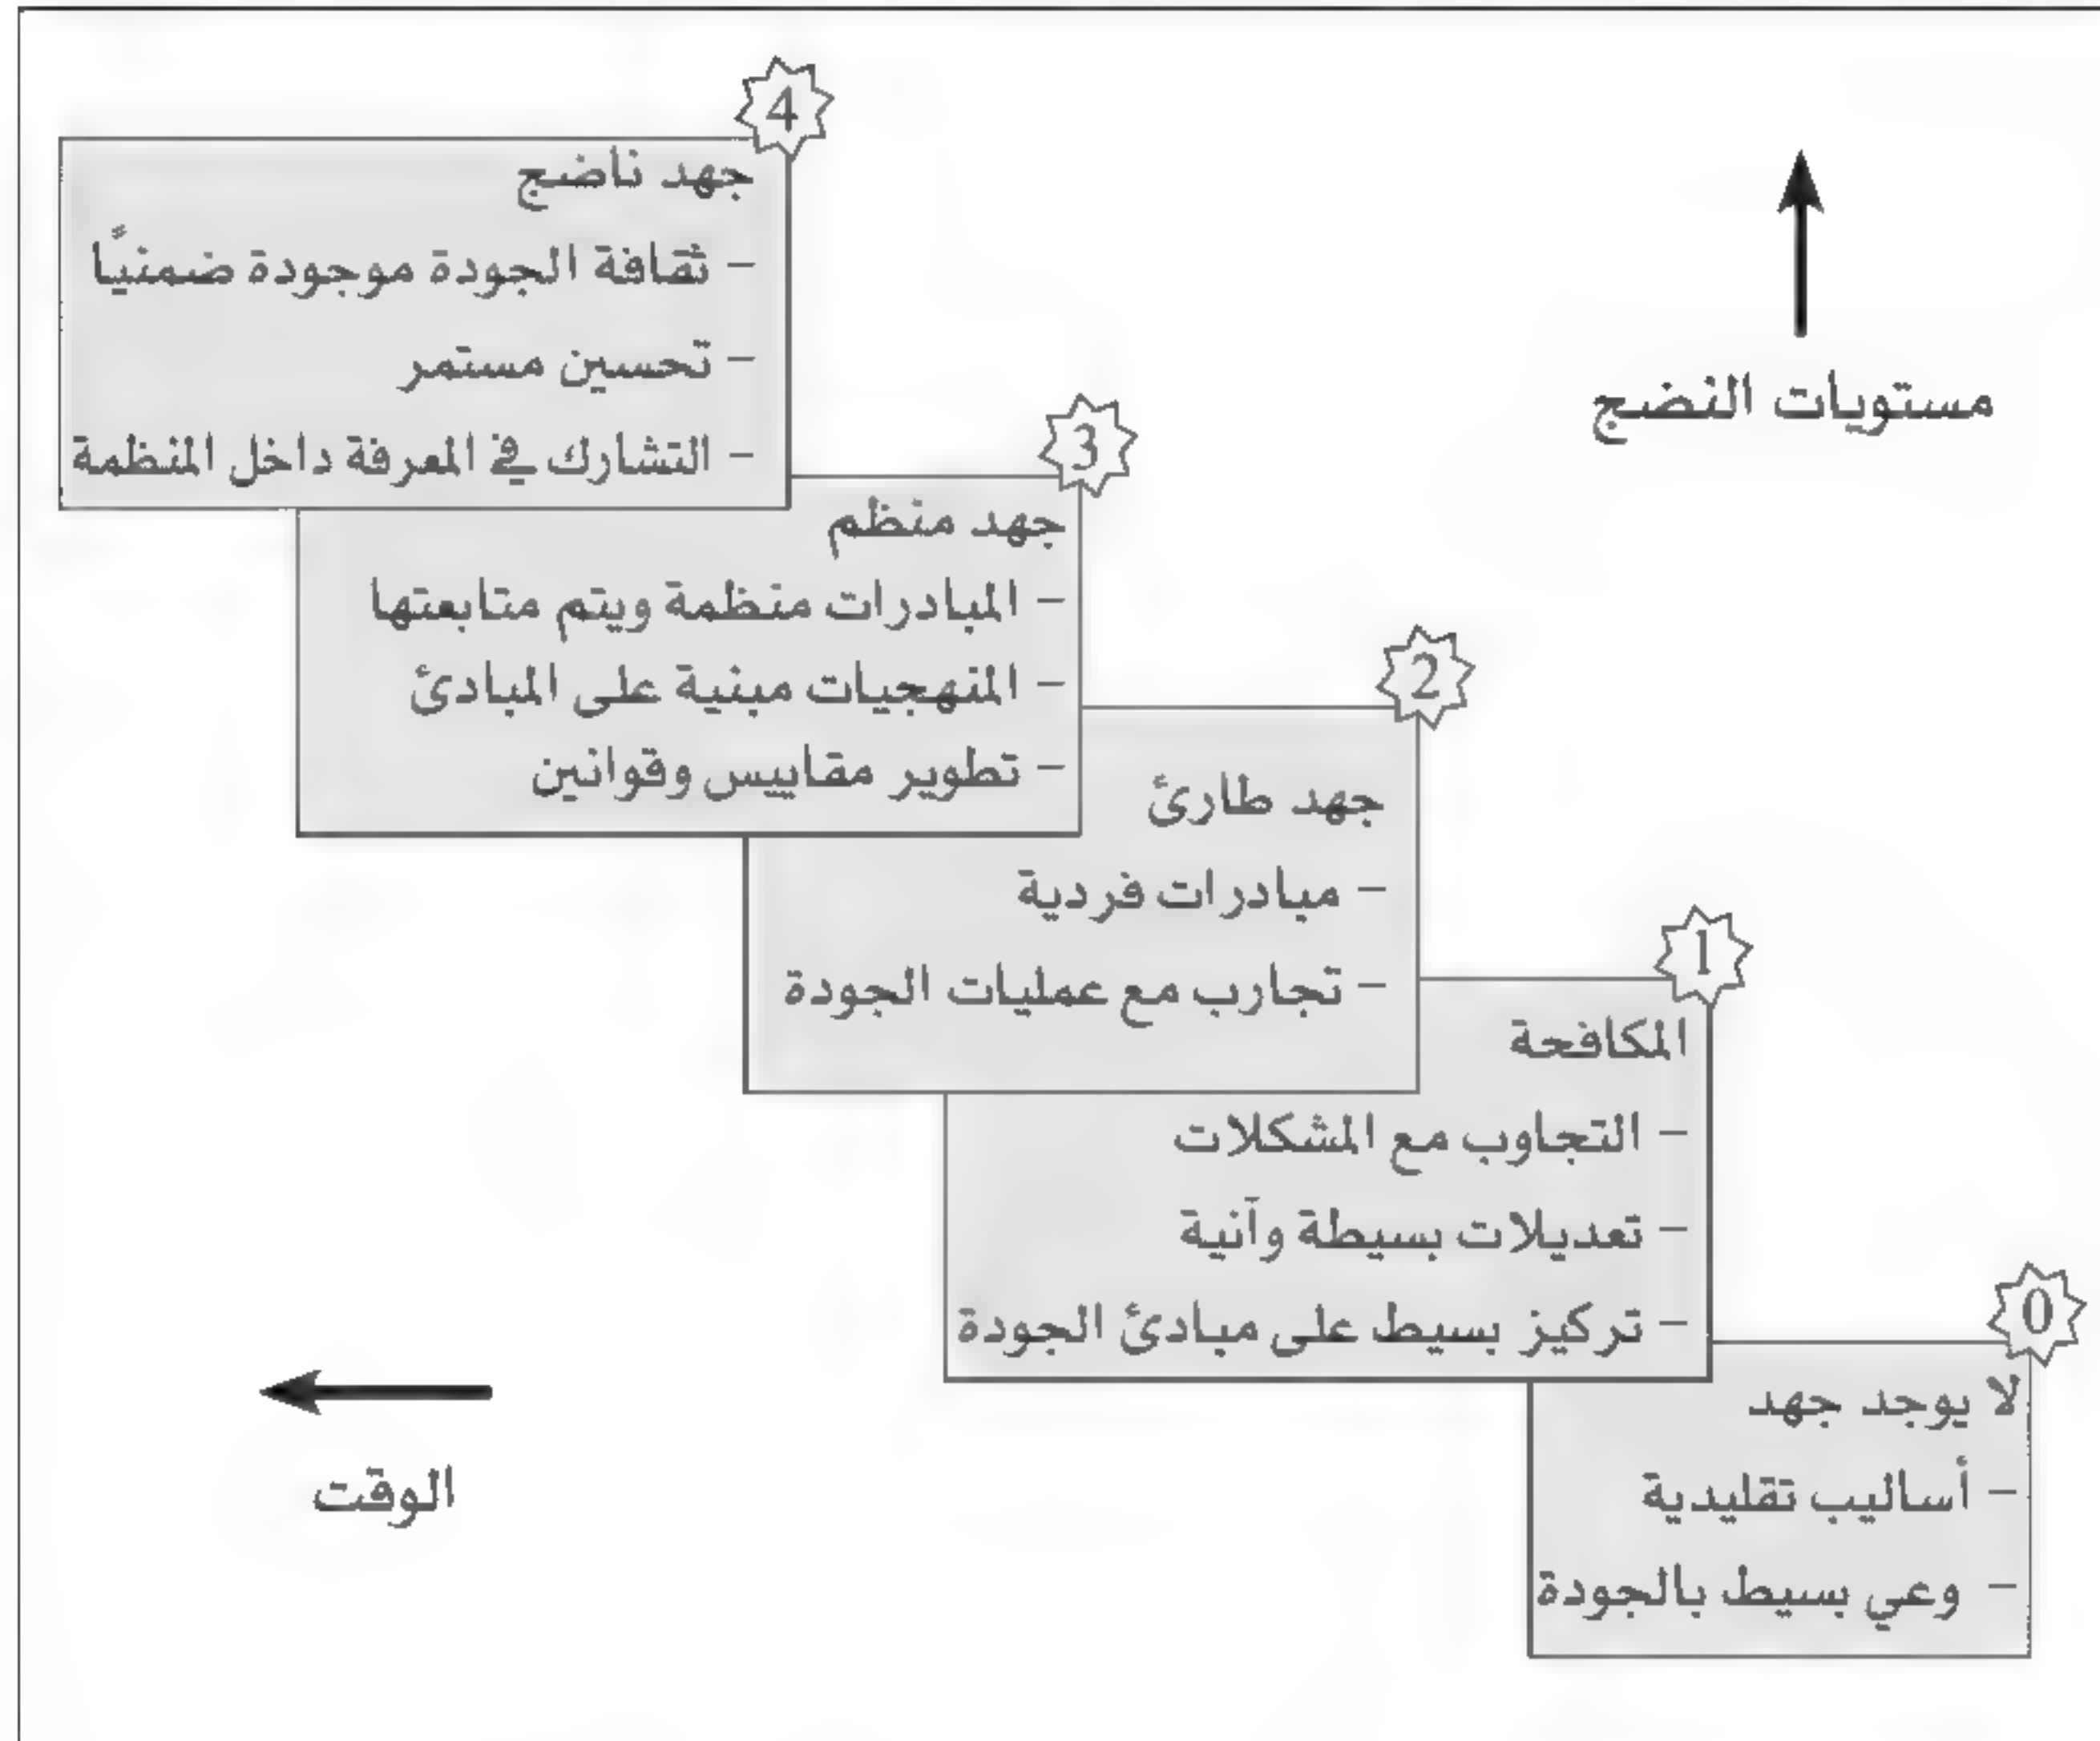 4
جهد ناضج
– ثقافة الجودة موجودة ضمنيًا
– تحسين مستمر
– التشارك في المعرفة داخل المنظمة
مستويات النضج
3
جهد منظم
– المبادرات منظمة ويتم متابعتها
– المنهجيات مبنية على المبادئ
– تطوير مقاييس وقوانين
2
جهد طارئ
– مبادرات فردية
– تجارب مع عمليات الجودة
1
المكافحة
– التجاوب مع المشكلات
– تعديلات بسيطة وآنية
– تركيز بسيط على مبادئ الجودة
0
لا يوجد جهد
– أساليب تقليدية
– وعي بسيط بالجودة
الوقت